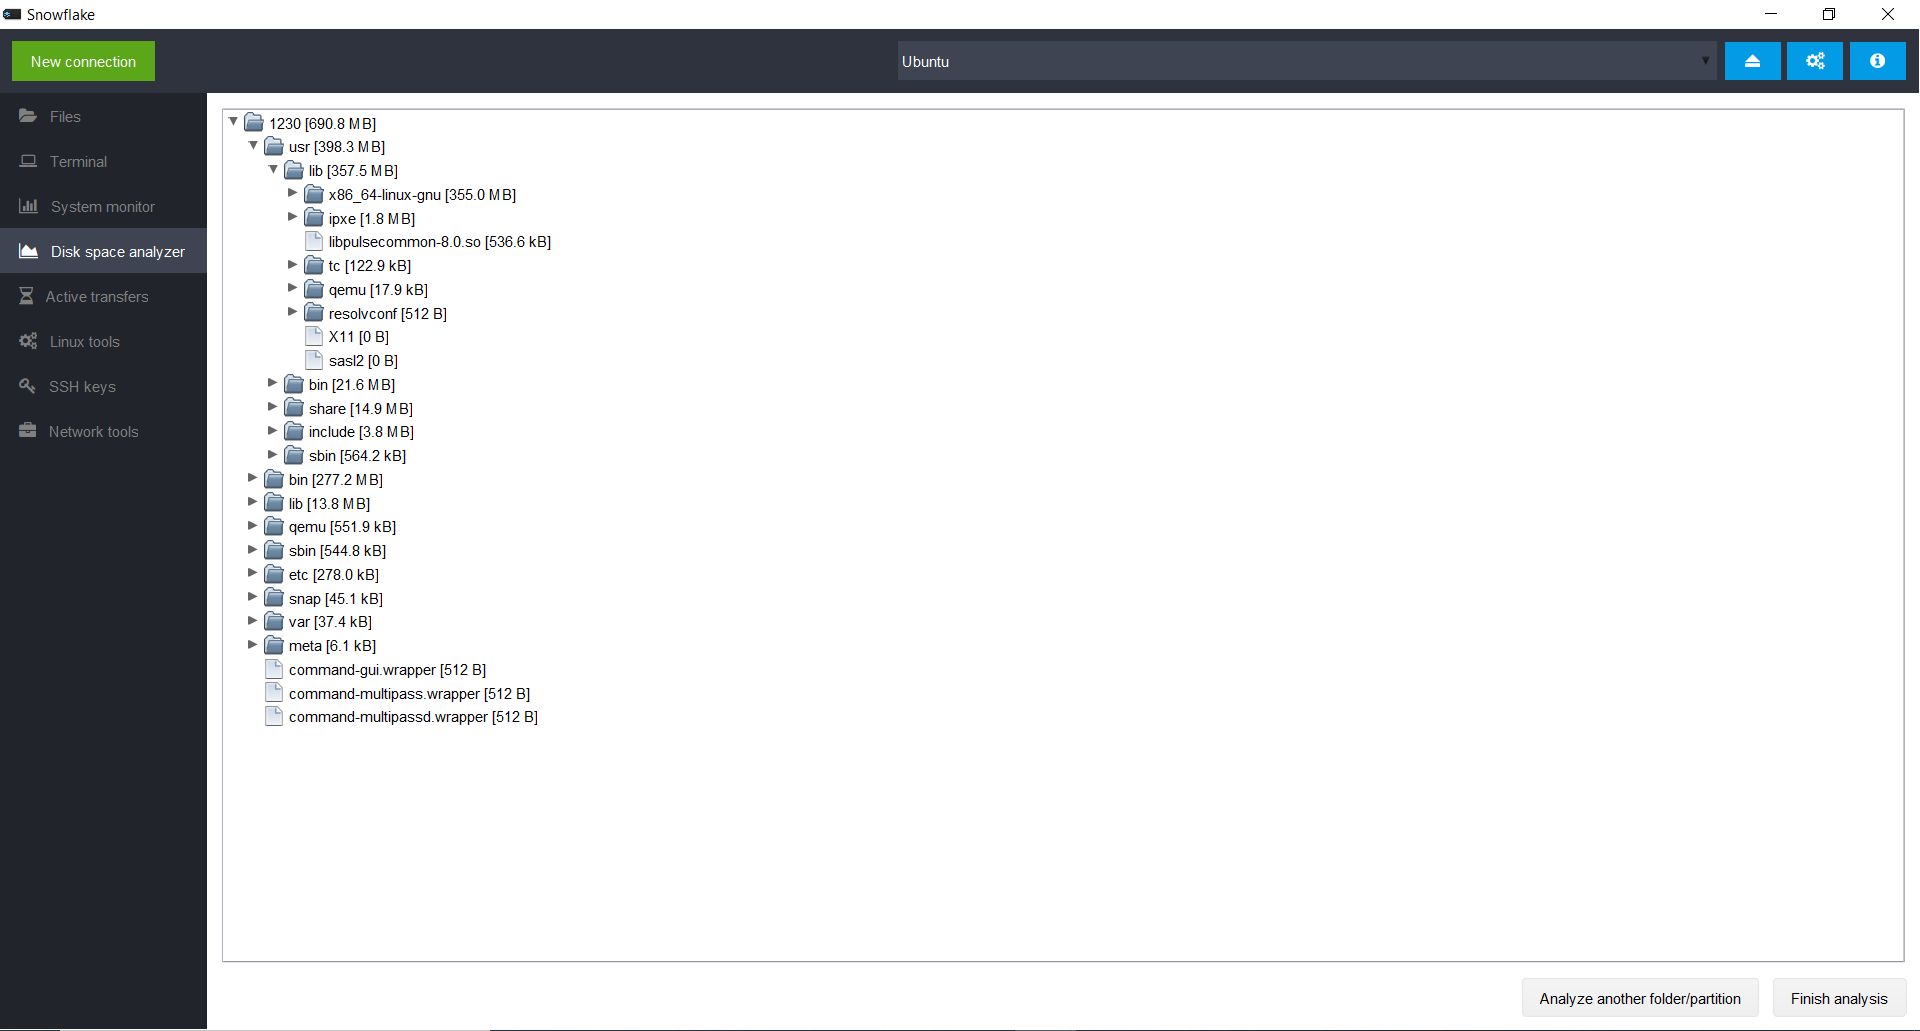 Snowflake
New connection
Ubuntu
Files
Terminal
System monitor
Disk space analyzer
Active transfers
Linux tools
SSH keys
Network tools
1230 [690.8 MB]
usr [398.3 MB]
lib [357.5 MB]
x86_64-linux-gnu [355.0 MB]
ipxe [1.8 MB]
libpulsecommon-8.0.so [536.6 kB]
tc [122.9 kB]
qemu [17.9 kB]
resolvconf [512 B]
X11 [0 B]
sasl2 [0 B]
bin [21.6 MB]
share [14.9 MB]
include [3.8 MB]
sbin [564.2 kB]
bin [277.2 MB]
lib [13.8 MB]
qemu [551.9 kB]
sbin [544.8 kB]
etc [278.0 kB]
snap [45.1 kB]
var [37.4 kB]
meta [6.1 kB]
command-gui.wrapper [512 B]
command-multipass.wrapper [512 B]
command-multipassd.wrapper [512 B]
Analyze another folder/partition
Finish analysis